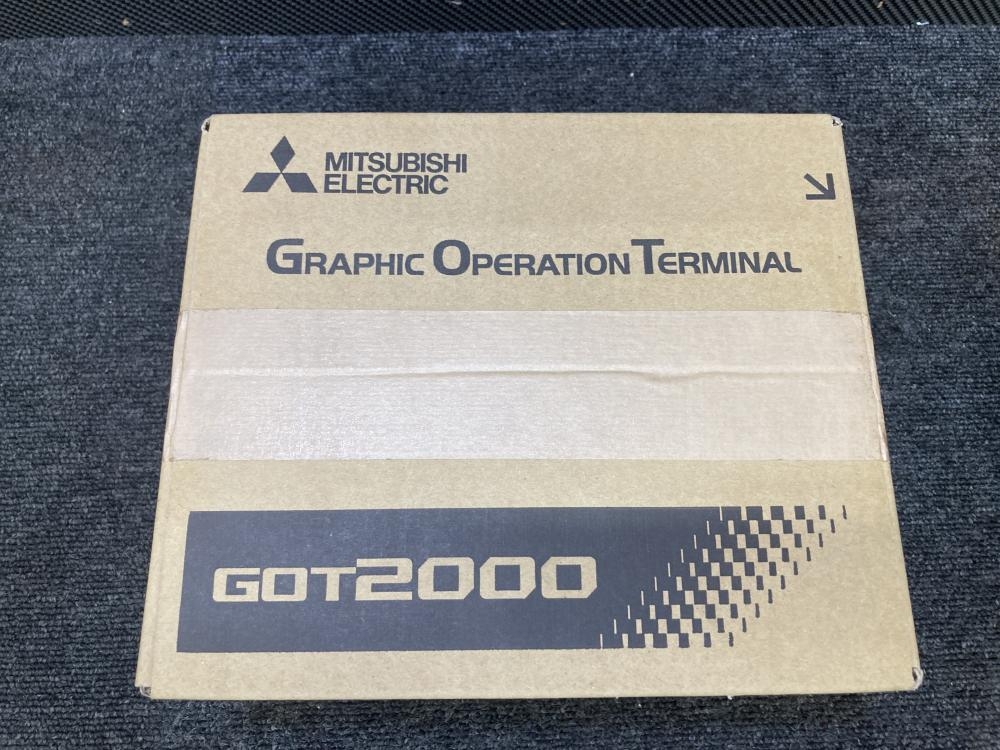 MITSUBISHI
ELECTRIC
GRAPHIC OPERATION TERMINAL
GOT2000